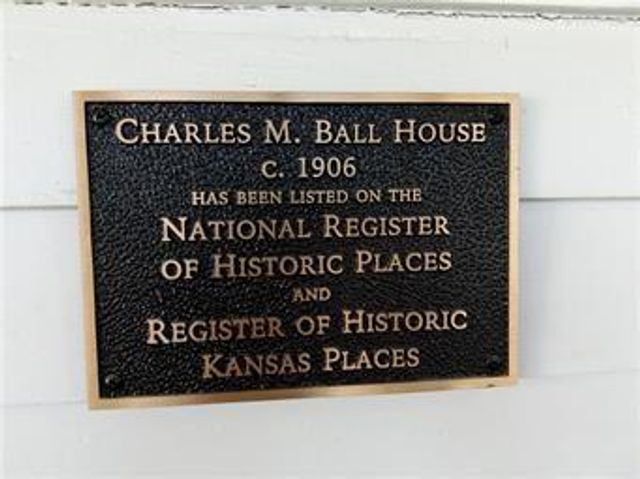 CHARLES M. BALL HOUSE
C. 1906
HAS BEEN LISTED ON THE
NATIONAL REGISTER
OF HISTORIC PLACES
AND
REGISTER OF HISTORIC
KANSAS PLACES